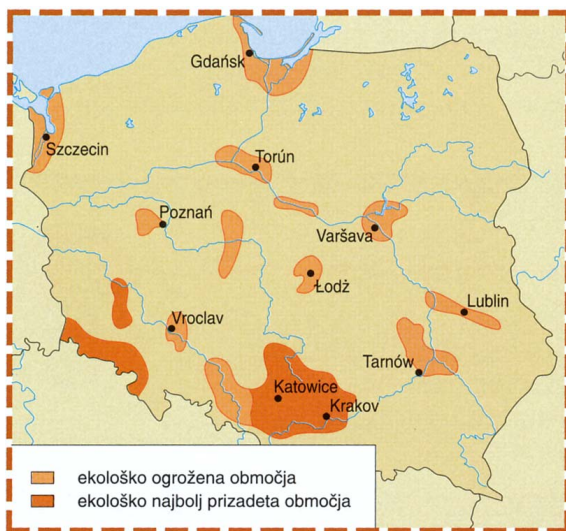 Gdańsk
Szczecin
Torún
Poznań
Varšava
Łodż
Lublin
Vroclav
Tarnów
Katowice
Krakov
ekološko ogrožena območja
ekološko najbolj prizadeta območja